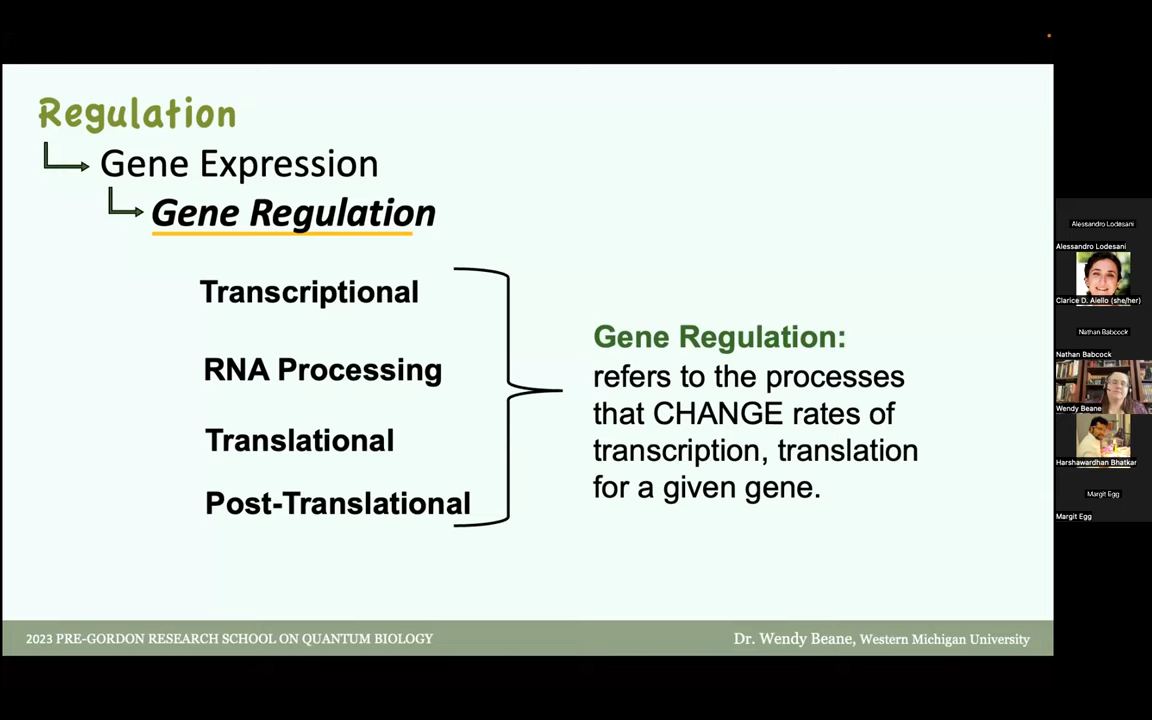 Regulation
Gene Expression
Gene Regulation
Transcriptional
RNA Processing
Translational
Post-Translational
Gene Regulation:
refers to the processes
that CHANGE rates of
transcription, translation
for a given gene.
2023 PRE-GORDON RESEARCH SCHOOL ON QUANTUM BIOLOGY
Dr. Wendy Beane, Western Michigan University
Alessandro Lodesani
Alessandro Lodesani
Clarice D. Aiello (she/her)
Nathan Babcock
Nathan Babcock
Wendy Beane
Harshawardhan Bhatkar
Margit Egg
Margit Egg